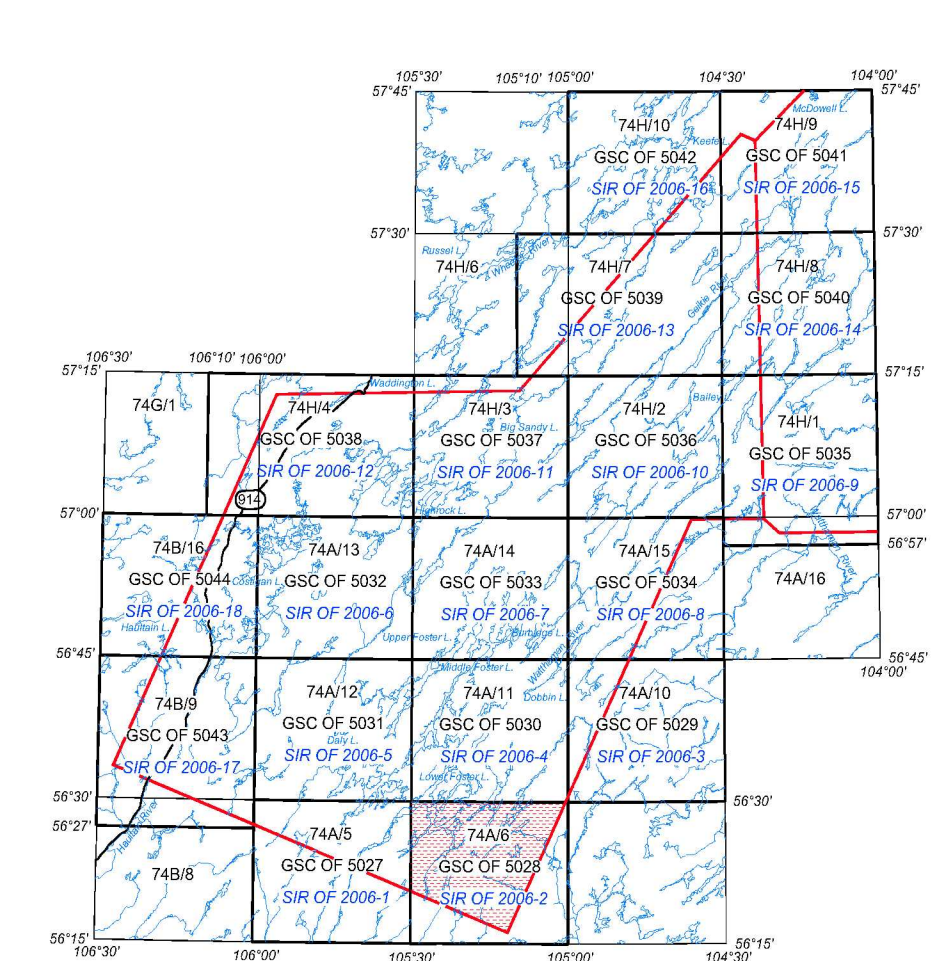 105°30' 105°10' 105°00' 104°30' 104°00'
57°45' 57°45'
McDowell L.
74H/10 74H/9
Keefe L.
GSC OF 5042 GSC OF 5041
SIR OF 2006-16 SIR OF 2006-15
57°30' 57°30'
Russel L.
Wheeler River
74H/6 74H/7 74H/8
Geikie River
GSC OF 5039 GSC OF 5040
SIR OF 2006-13 SIR OF 2006-14
106°30' 106°10' 106°00'
57°15' 57°15'
Waddington L.
Bailey L.
74G/1 74H/4 74H/3 74H/2
74H/1
Big Sandy L.
GSC OF 5038 GSC OF 5037 GSC OF 5036
GSC OF 5035
SIR OF 2006-12 SIR OF 2006-11 SIR OF 2006-10
SIR OF 2006-9
914
Highrock L.
57°00' 57°00'
56°57'
74B/16 74A/13 74A/14 74A/15
74A/16
GSC OF 5044 GSC OF 5032 GSC OF 5033 GSC OF 5034
Costigan L.
SIR OF 2006-18 SIR OF 2006-6 SIR OF 2006-7 SIR OF 2006-8
Haultain L.
Upper Foster L. Burbidge L.
56°45' 56°45'
Middle Foster L.
104°00'
74B/9 74A/12 74A/11 74A/10
Dobbin L.
GSC OF 5043 GSC OF 5031 GSC OF 5030 GSC OF 5029
Daly L.
SIR OF 2006-17 SIR OF 2006-5 SIR OF 2006-4 SIR OF 2006-3
Lower Foster L.
56°30' 56°30'
Haultain River
56°27'
74A/5 74A/6
74B/8 GSC OF 5027 GSC OF 5028
SIR OF 2006-1 SIR OF 2006-2
56°15' 56°15'
106°30' 106°00' 105°30' 105°00'